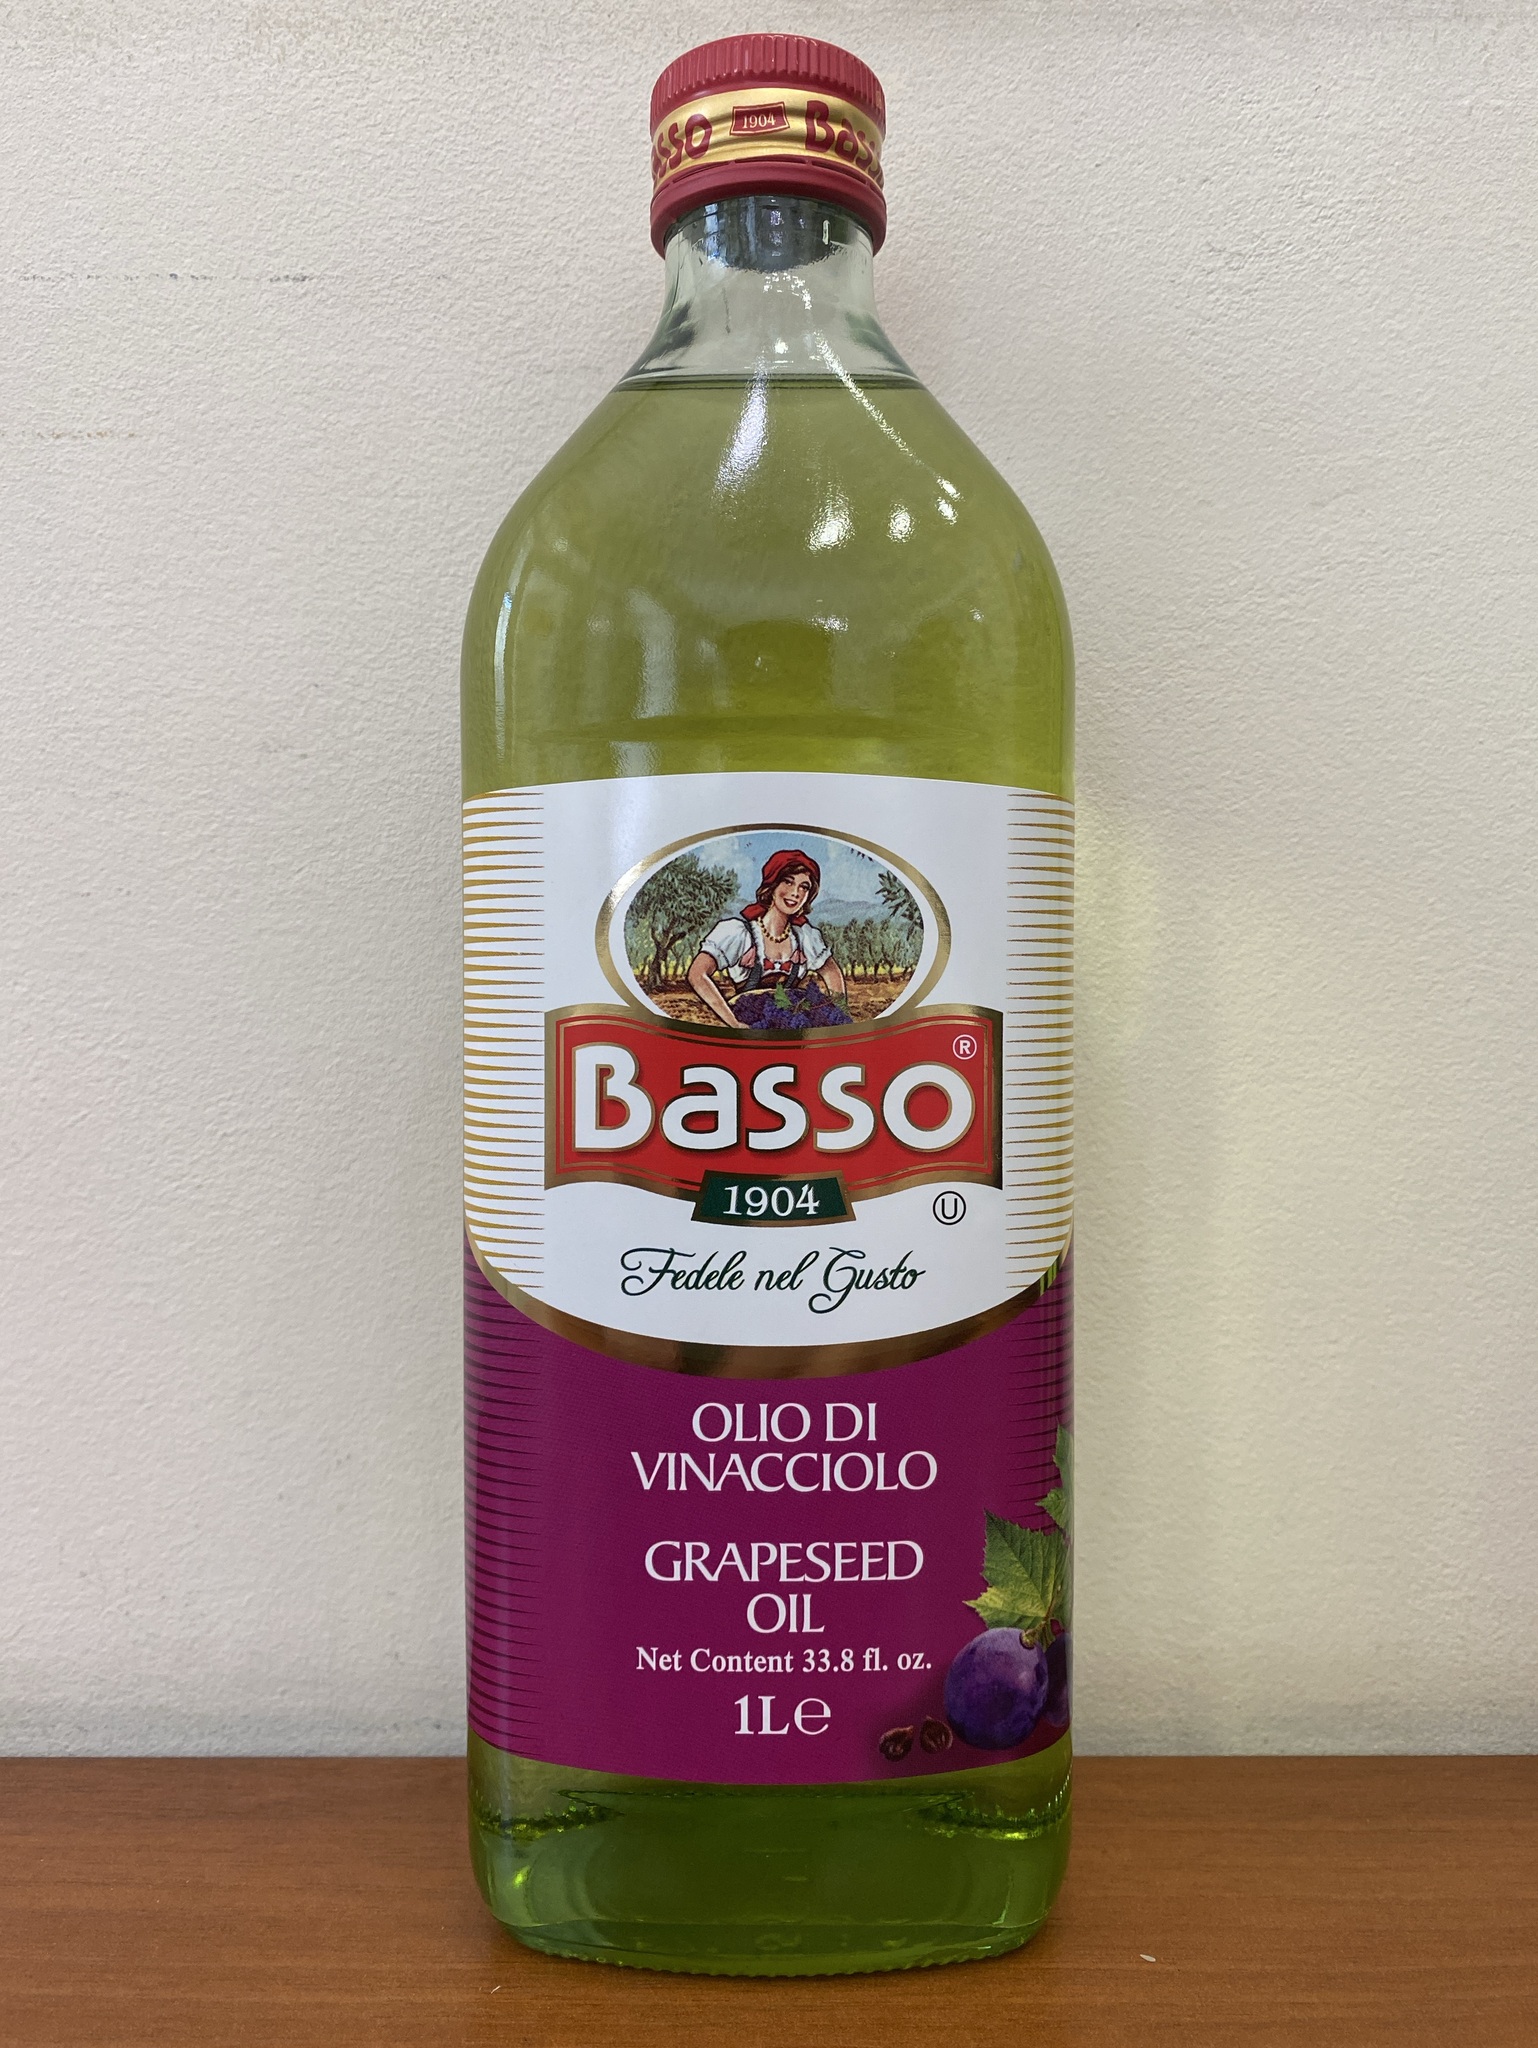 1904 Basso
Basso®
1904
U
Fedele nel Gusto
OLIO DI
VINACCIOLO
GRAPESEED
OIL
Net Content 33.8 fl. oz.
1L℮